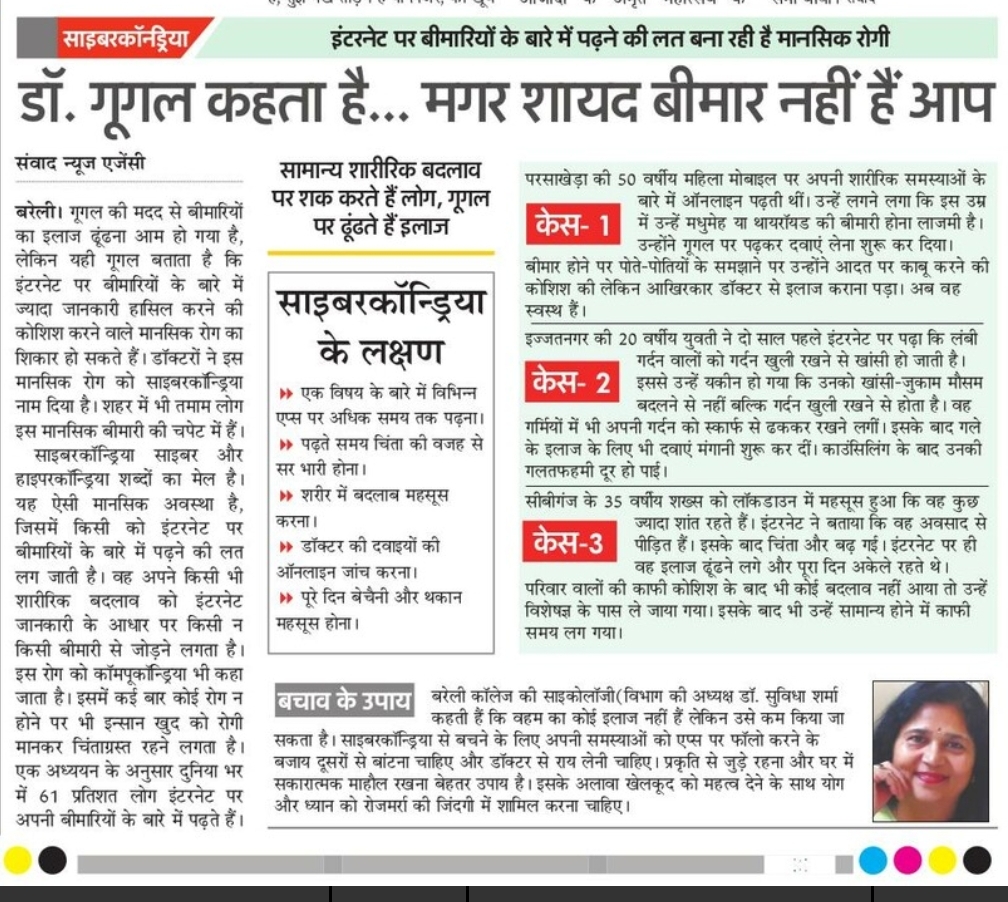 साइबरकॉन्ड्रिया
इंटरनेट पर बीमारियों के बारे में पढ़ने की लत बना रही है मानसिक रोगी
डॉ. गूगल कहता है... मगर शायद बीमार नहीं हैं आप
संवाद न्यूज एजेंसी
बरेली। गूगल की मदद से बीमारियों
का इलाज ढूंढना आम हो गया है,
लेकिन यही गूगल बताता है कि
इंटरनेट पर बीमारियों के बारे में
ज्यादा जानकारी हासिल करने की
कोशिश करने वाले मानसिक रोग का
शिकार हो सकते हैं। डॉक्टरों ने इस
मानसिक रोग को साइबरकॉन्ड्रिया
नाम दिया है। शहर में भी तमाम लोग
इस मानसिक बीमारी की चपेट में हैं।
साइबरकॉन्ड्रिया साइबर और
हाइपरकॉन्ड्रिया शब्दों का मेल है।
यह ऐसी मानसिक अवस्था है,
जिसमें किसी को इंटरनेट पर
बीमारियों के बारे में पढ़ने की लत
लग जाती है। वह अपने किसी भी
शारीरिक बदलाव को इंटरनेट
जानकारी के आधार पर किसी न
किसी बीमारी से जोड़ने लगता है।
इस रोग को कॉमपूकॉन्ड्रिया भी कहा
जाता है। इसमें कई बार कोई रोग न
होने पर भी इन्सान खुद को रोगी
मानकर चिंताग्रस्त रहने लगता है।
एक अध्ययन के अनुसार दुनिया भर
में 61 प्रतिशत लोग इंटरनेट पर
अपनी बीमारियों के बारे में पढ़ते हैं।
सामान्य शारीरिक बदलाव
पर शक करते हैं लोग, गूगल
पर ढूंढते हैं इलाज
साइबरकॉन्ड्रिया
के लक्षण
एक विषय के बारे में विभिन्न
एप्स पर अधिक समय तक पढ़ना।
पढ़ते समय चिंता की वजह से
सर भारी होना।
शरीर में बदलाब महसूस
करना।
डॉक्टर की दवाइयों की
ऑनलाइन जांच करना।
पूरे दिन बेचैनी और थकान
महसूस होना।
परसाखेड़ा की 50 वर्षीय महिला मोबाइल पर अपनी शारीरिक समस्याओं के
केस- 1
बारे में ऑनलाइन पढ़ती थीं। उन्हें लगने लगा कि इस उम्र
में उन्हें मधुमेह या थायरॉयड की बीमारी होना लाजमी है।
उन्होंने गूगल पर पढ़कर दवाएं लेना शुरू कर दिया।
बीमार होने पर पोते-पोतियों के समझाने पर उन्होंने आदत पर काबू करने की
कोशिश की लेकिन आखिरकार डॉक्टर से इलाज कराना पड़ा। अब वह
स्वस्थ हैं।
इज्जतनगर की 20 वर्षीय युवती ने दो साल पहले इंटरनेट पर पढ़ा कि लंबी
केस- 2
गर्दन वालों को गर्दन खुली रखने से खांसी हो जाती है।
इससे उन्हें यकीन हो गया कि उनको खांसी-जुकाम मौसम
बदलने से नहीं बल्कि गर्दन खुली रखने से होता है। वह
गर्मियों में भी अपनी गर्दन को स्कार्फ से ढककर रखने लगीं। इसके बाद गले
के इलाज के लिए भी दवाएं मंगानी शुरू कर दीं। काउंसिलिंग के बाद उनकी
गलतफहमी दूर हो पाई।
सीबीगंज के 35 वर्षीय शख्स को लॉकडाउन में महसूस हुआ कि वह कुछ
केस-3
ज्यादा शांत रहते हैं। इंटरनेट ने बताया कि वह अवसाद से
पीड़ित हैं। इसके बाद चिंता और बढ़ गई। इंटरनेट पर ही
वह इलाज ढूंढने लगे और पूरा दिन अकेले रहते थे।
परिवार वालों की काफी कोशिश के बाद भी कोई बदलाव नहीं आया तो उन्हें
विशेषज्ञ के पास ले जाया गया। इसके बाद भी उन्हें सामान्य होने में काफी
समय लग गया।
बचाव के उपाय
बरेली कॉलेज की साइकोलॉजी(विभाग की अध्यक्ष डॉ. सुविधा शर्मा
कहती हैं कि वहम का कोई इलाज नहीं हैं लेकिन उसे कम किया जा
सकता है। साइबरकॉन्ड्रिया से बचने के लिए अपनी समस्याओं को एप्स पर फॉलो करने के
बजाय दूसरों से बांटना चाहिए और डॉक्टर से राय लेनी चाहिए। प्रकृति से जुड़े रहना और घर में
सकारात्मक माहौल रखना बेहतर उपाय है। इसके अलावा खेलकूद को महत्व देने के साथ योग
और ध्यान को रोजमर्रा की जिंदगी में शामिल करना चाहिए।